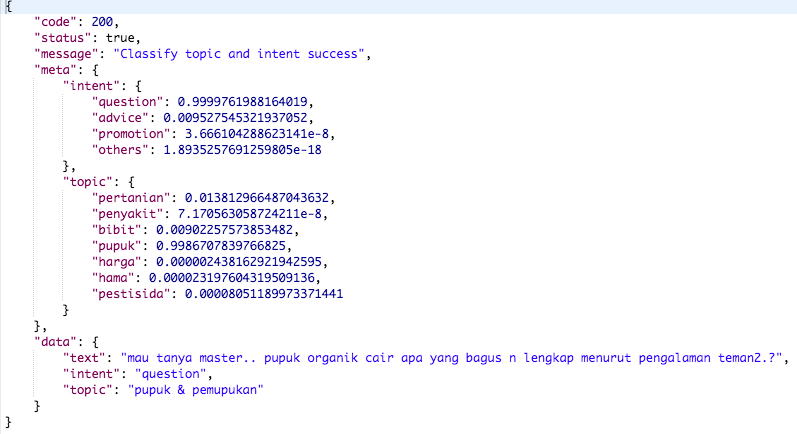 {
    "code": 200,
    "status": true,
    "message": "Classify topic and intent success",
    "meta": {
        "intent": {
            "question": 0.9999761988164019,
            "advice": 0.009527545321937052,
            "promotion": 3.666104288623141e-8,
            "others": 1.8935257691259805e-18
        },
        "topic": {
            "pertanian": 0.013812966487043632,
            "penyakit": 7.170563058724211e-8,
            "bibit": 0.00902257573853482,
            "pupuk": 0.9986707839766825,
            "harga": 0.000002438162921942595,
            "hama": 0.000023197604319509136,
            "pestisida": 0.00008051189973371441
        }
    },
    "data": {
        "text": "mau tanya master.. pupuk organik cair apa yang bagus n lengkap menurut pengalaman teman2.?",
        "intent": "question",
        "topic": "pupuk & pemupukan"
    }
}